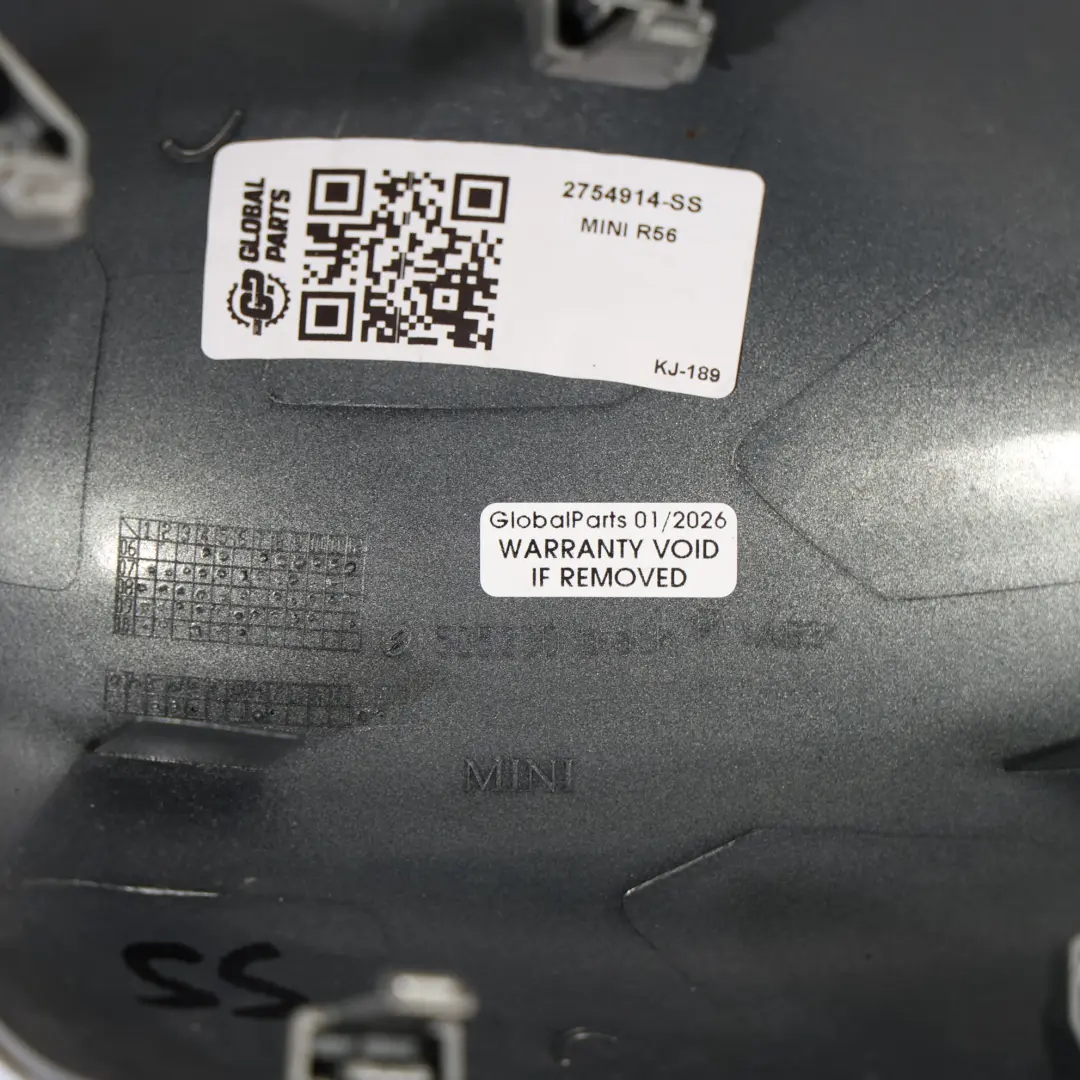 GLOBAL
PARTS
2754914-SS
MINI R56
KJ-189
GlobalParts 01/2026
WARRANTY VOID
IF REMOVED
MINI
SS